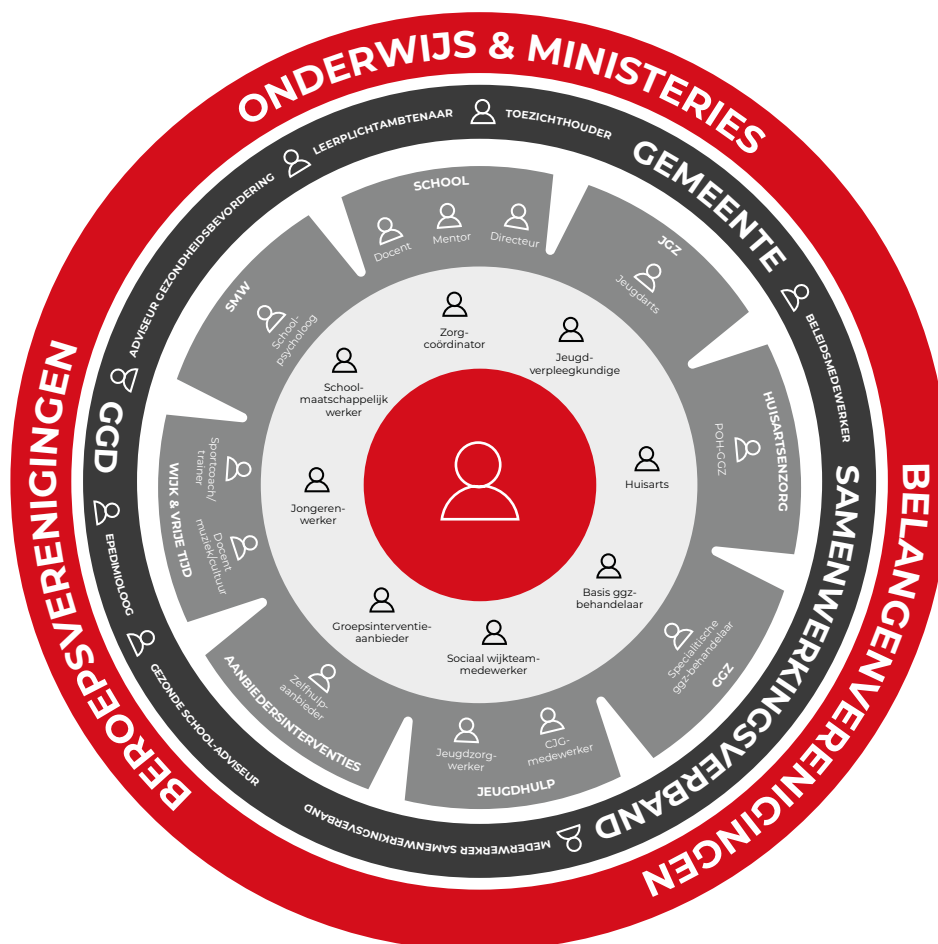 ONDERWIJS & MINISTERIES
BELANGENVERENIGINGEN
BEROEPSVERENIGINGEN
GEMEENTE
TOEZICHTHOUDER
LEERPLICHTAMBTENAAR
BELEIDSMEDEWERKER
SAMENWERKINGSVERBAND
MEDERWERKER SAMENWERKINGSVERBAND
GGD
ADVISEUR GEZONDHEIDSBEVORDERING
EPEDIMIOLOOG
GEZONDE SCHOOL-ADVISEUR
SCHOOL
Docent
Mentor
Directeur
JGZ
Jeugdarts
HUISARTSENZORG
POH-GGZ
GGZ
Specialitische
ggz-behandelaar
JEUGDHULP
Jeugdzorg-
werker
CJG-
medewerker
AANBIEDERSINTERVENTIES
Zelfhulp-
aanbieder
WIJK & VRIJE TIJD
Sportcoach/
trainer
Docent
muziek/cultuur
SMW
School-
psycholoog
Zorg-
coördinator
Jeugd-
verpleegkundige
Huisarts
Basis ggz-
behandelaar
Sociaal wijkteam-
medewerker
Groepsinterventie-
aanbieder
Jongeren-
werker
School-
maatschappelijk
werker